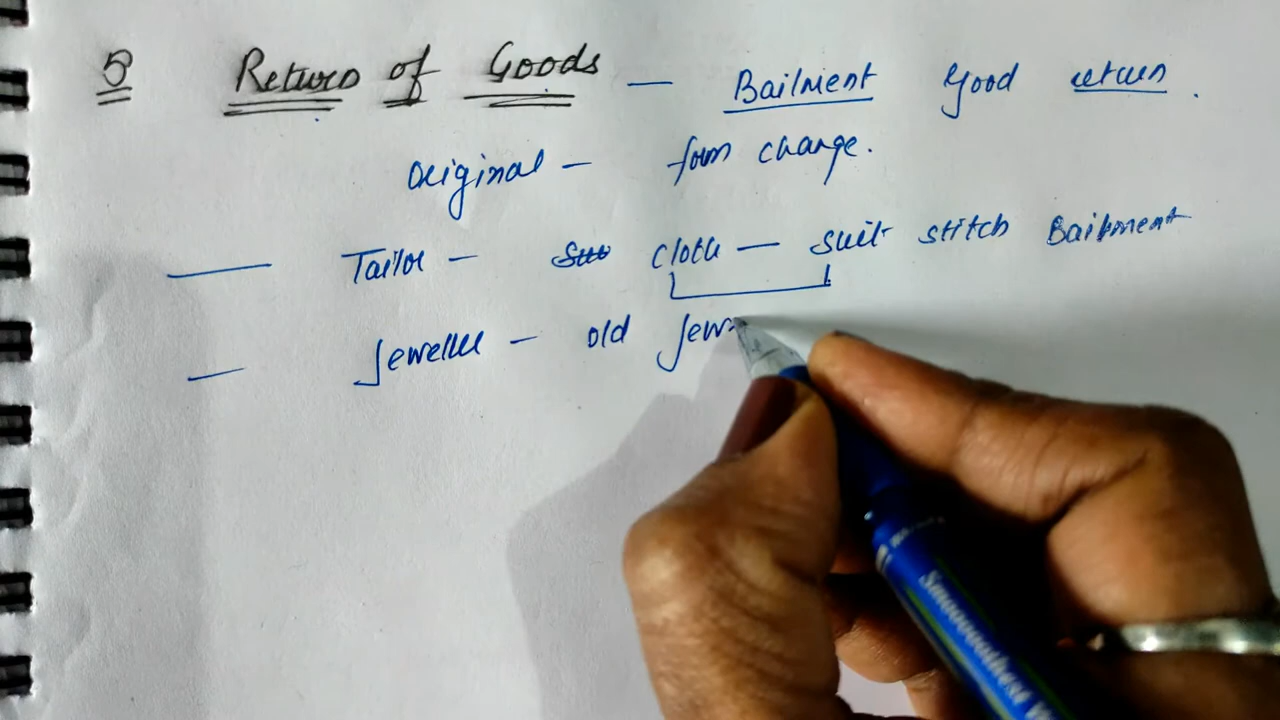 5 Return of Goods — Bailment Good return.
Original — form change.
— Tailor — cloth — suit stitch Bailment
— Jeweller — old Jew